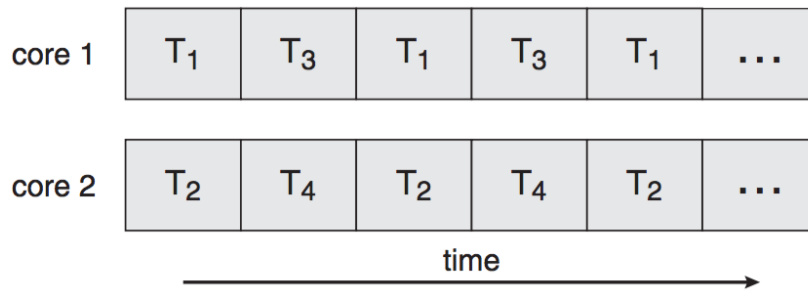 core 1 T₁ T₃ T₁ T₃ T₁ ...
core 2 T₂ T₄ T₂ T₄ T₂ ...
time